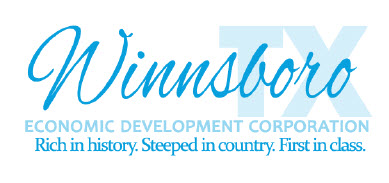 Winnsboro TX
ECONOMIC DEVELOPMENT CORPORATION
Rich in history. Steeped in country. First in class.